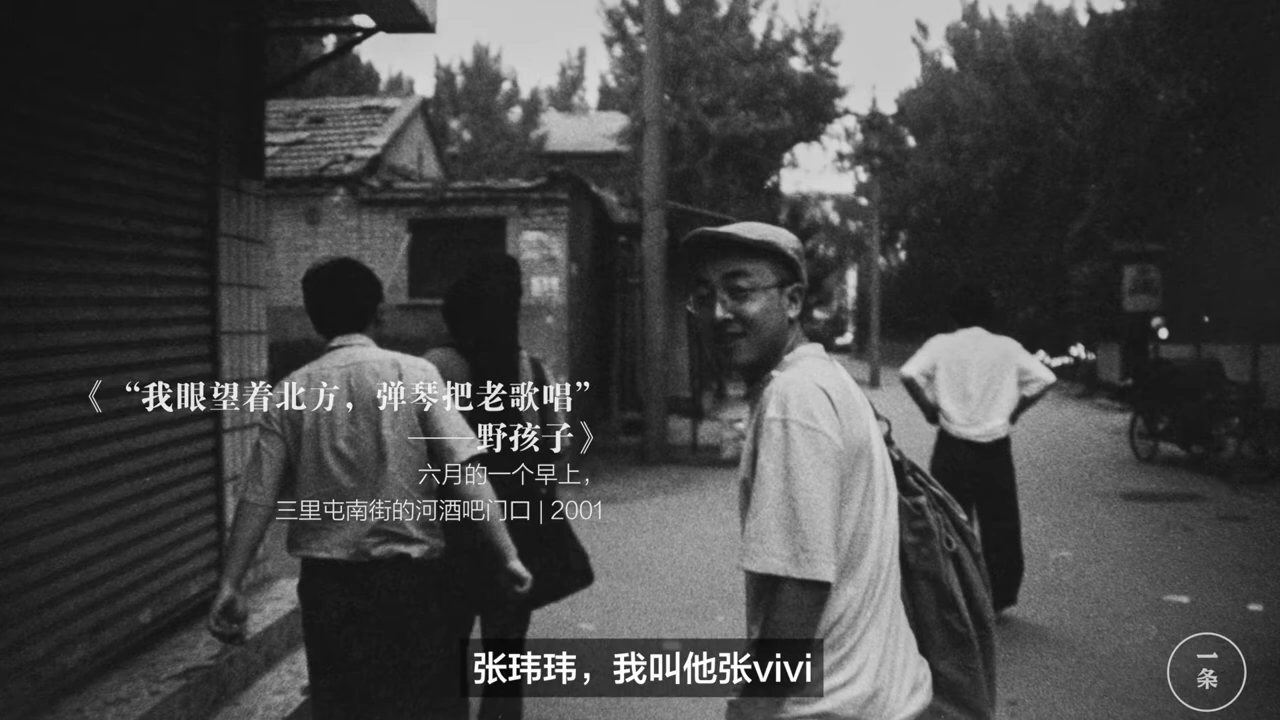 《“我眼望着北方，弹琴把老歌唱”
——野孩子》
六月的一个早上，
三里屯南街的河酒吧门口 | 2001
张玮玮，我叫他张vivi
一条